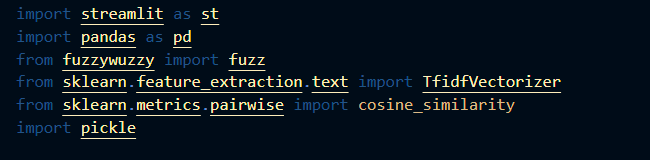 import streamlit as st
import pandas as pd
from fuzzywuzzy import fuzz
from sklearn.feature_extraction.text import TfidfVectorizer
from sklearn.metrics.pairwise import cosine_similarity
import pickle